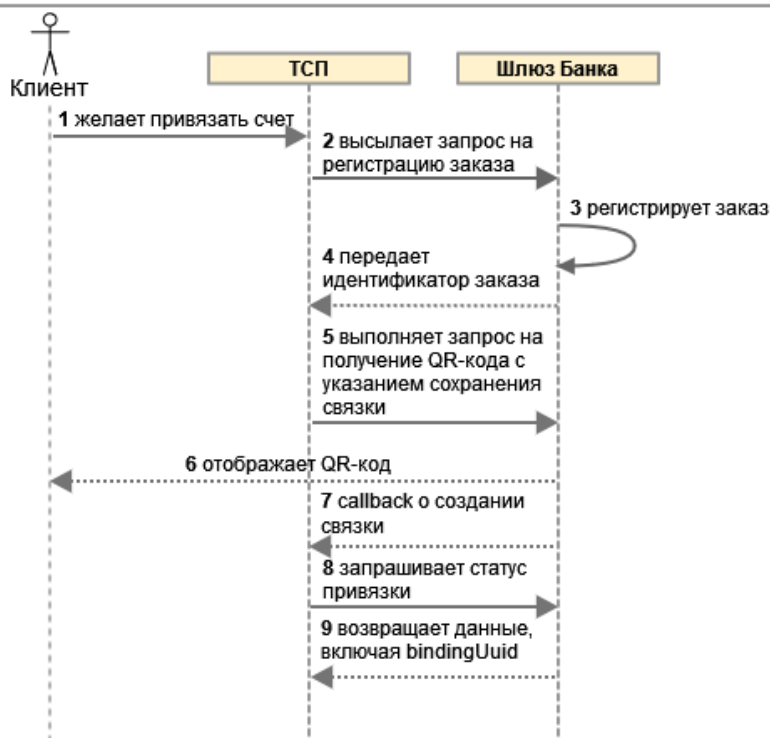 Клиент
ТСП
Шлюз Банка
1 желает привязать счет
2 высылает запрос на
регистрацию заказа
3 регистрирует заказ
4 передает
идентификатор заказа
5 выполняет запрос на
получение QR-кода с
указанием сохранения
связки
6 отображает QR-код
7 callback о создании
связки
8 запрашивает статус
привязки
9 возвращает данные,
включая bindingUuid